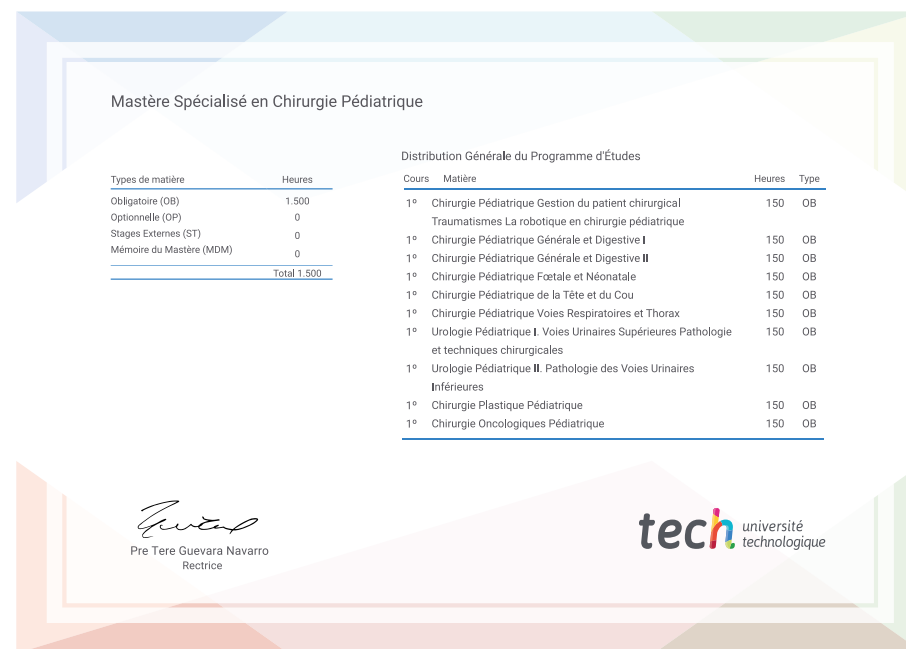 Mastère Spécialisé en Chirurgie Pédiatrique
Types de matière Heures
Obligatoire (OB) 1.500
Optionnelle (OP) 0
Stages Externes (ST) 0
Mémoire du Mastère (MDM) 0
Total 1.500
Distribution Générale du Programme d'Études
Cours Matière Heures Type
1º Chirurgie Pédiatrique Gestion du patient chirurgical 150 OB
Traumatismes La robotique en chirurgie pédiatrique
1º Chirurgie Pédiatrique Générale et Digestive I 150 OB
1º Chirurgie Pédiatrique Générale et Digestive II 150 OB
1º Chirurgie Pédiatrique Fœtale et Néonatale 150 OB
1º Chirurgie Pédiatrique de la Tête et du Cou 150 OB
1º Chirurgie Pédiatrique Voies Respiratoires et Thorax 150 OB
1º Urologie Pédiatrique I. Voies Urinaires Supérieures Pathologie 150 OB
et techniques chirurgicales
1º Urologie Pédiatrique II. Pathologie des Voies Urinaires 150 OB
Inférieures
1º Chirurgie Plastique Pédiatrique 150 OB
1º Chirurgie Oncologiques Pédiatrique 150 OB
Pre Tere Guevara Navarro
Rectrice
tech université
technologique